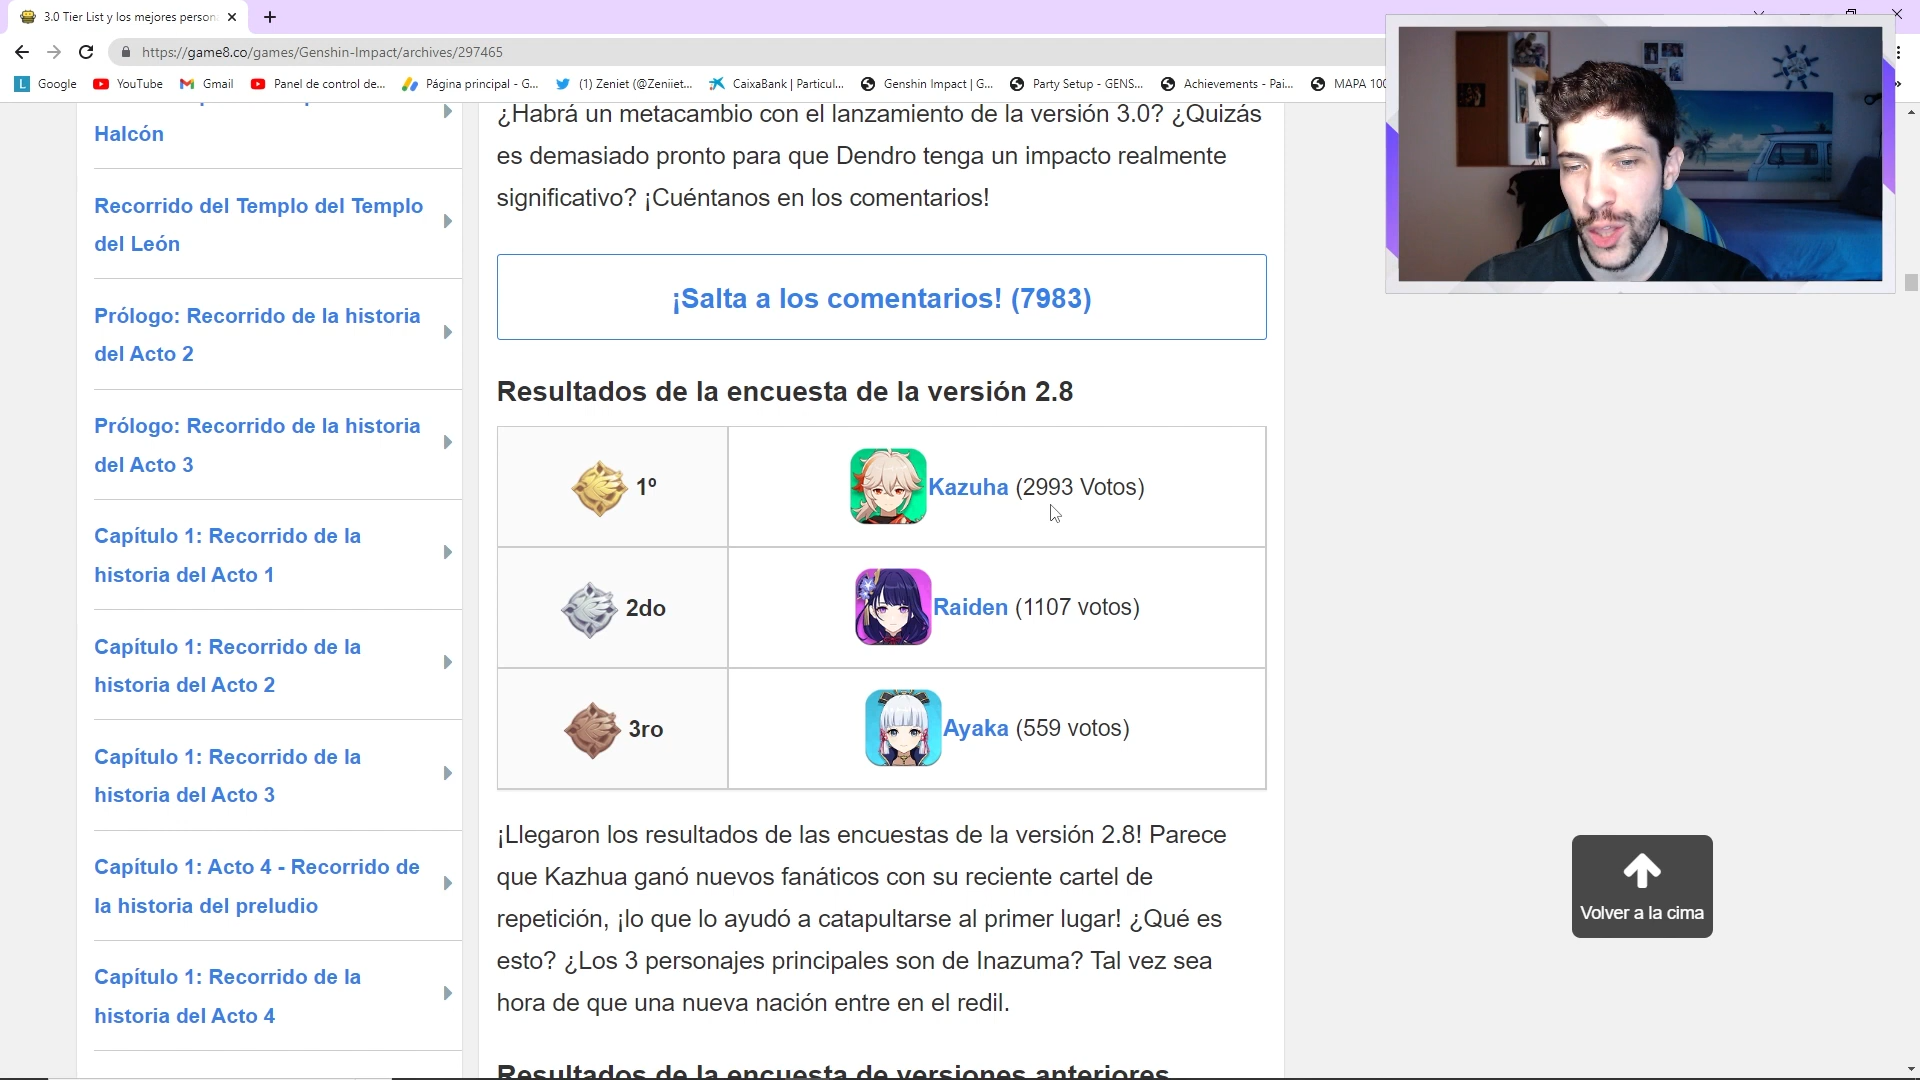 3.0 Tier List y los mejores person
https://game8.co/games/Genshin-Impact/archives/297465
Google
YouTube
Gmail
Panel de control de...
Página principal - G...
(1) Zeniet (@Zeniiet...
CaixaBank | Particul...
Genshin Impact | G...
Party Setup - GENS...
Achievements - Pai...
MAPA 100
Halcón
Recorrido del Templo del Templo
del León
Prólogo: Recorrido de la historia
del Acto 2
Prólogo: Recorrido de la historia
del Acto 3
Capítulo 1: Recorrido de la
historia del Acto 1
Capítulo 1: Recorrido de la
historia del Acto 2
Capítulo 1: Recorrido de la
historia del Acto 3
Capítulo 1: Acto 4 - Recorrido de
la historia del preludio
Capítulo 1: Recorrido de la
historia del Acto 4
¿Habrá un metacambio con el lanzamiento de la versión 3.0? ¿Quizás
es demasiado pronto para que Dendro tenga un impacto realmente
significativo? ¡Cuéntanos en los comentarios!
¡Salta a los comentarios! (7983)
Resultados de la encuesta de la versión 2.8
1º
Kazuha (2993 Votos)
2do
Raiden (1107 votos)
3ro
Ayaka (559 votos)
¡Llegaron los resultados de las encuestas de la versión 2.8! Parece
que Kazhua ganó nuevos fanáticos con su reciente cartel de
repetición, ¡lo que lo ayudó a catapultarse al primer lugar! ¿Qué es
esto? ¿Los 3 personajes principales son de Inazuma? Tal vez sea
hora de que una nueva nación entre en el redil.
Resultados de la encuesta de versiones anteriores
Volver a la cima